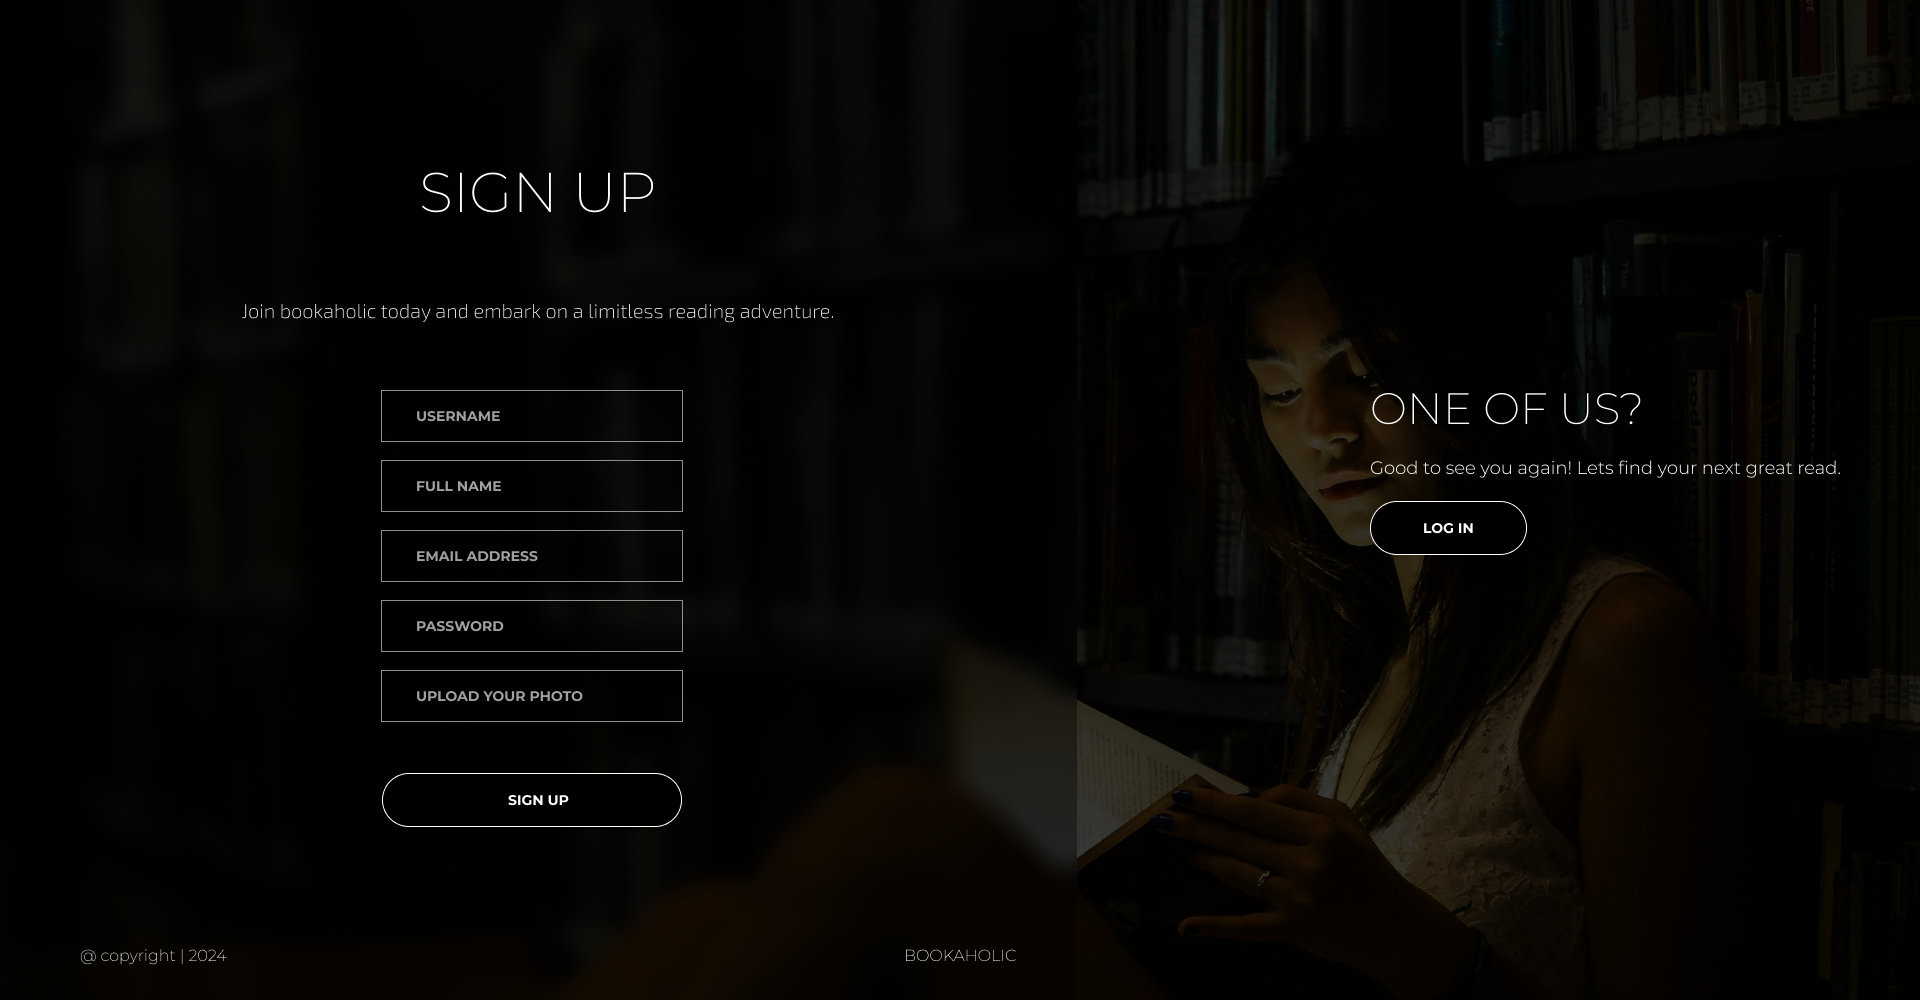 SIGN UP
Join bookaholic today and embark on a limitless reading adventure.
USERNAME
FULL NAME
EMAIL ADDRESS
PASSWORD
UPLOAD YOUR PHOTO
SIGN UP
@ copyright | 2024
BOOKAHOLIC
ONE OF US?
Good to see you again! Lets find your next great read.
LOG IN